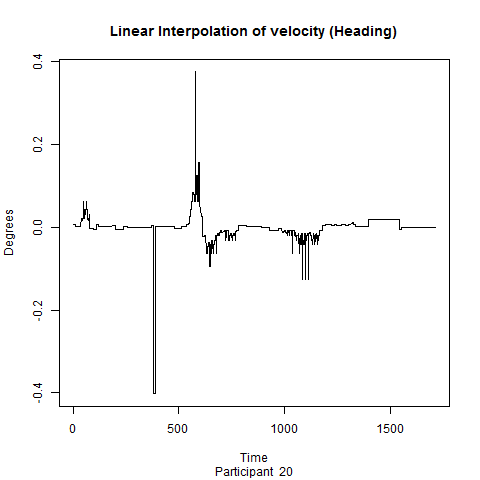 Linear Interpolation of velocity (Heading)
0.4
0.2
0.0
-0.2
-0.4
Degrees
0 500 1000 1500
Time
Participant 20